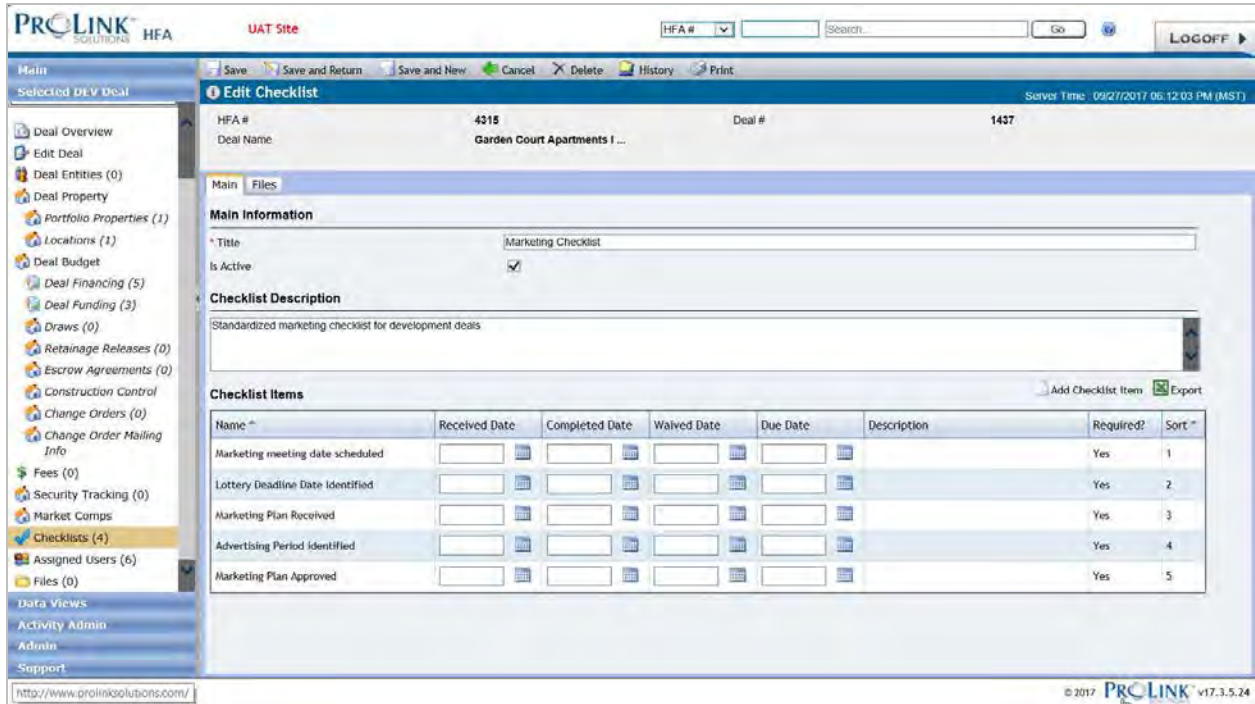 PROLINK SOLUTIONS HFA
UAT Site
HFA # Search... Go
LOGOFF
Main
Selected DEV Deal
Deal Overview
Edit Deal
Deal Entities (0)
Deal Property
Portfolio Properties (1)
Locations (1)
Deal Budget
Deal Financing (5)
Deal Funding (3)
Draws (0)
Retainage Releases (0)
Escrow Agreements (0)
Construction Control
Change Orders (0)
Change Order Mailing
Info
$ Fees (0)
Security Tracking (0)
Market Comps
Checklists (4)
Assigned Users (6)
Files (0)
Data Views
Activity Admin
Admin
Support
http://www.prolinksolutions.com/
Save Save and Return Save and New Cancel Delete History Print
Edit Checklist Server Time : 09/27/2017 06:12:03 PM (MST)
HFA # 4315 Deal # 1437
Deal Name Garden Court Apartments I ...
Main Files
Main Information
* Title Marketing Checklist
Is Active
Checklist Description
Standardized marketing checklist for development deals
Checklist Items Add Checklist Item Export
Name Received Date Completed Date Waived Date Due Date Description Required? Sort
Marketing meeting date scheduled Yes 1
Lottery Deadline Date Identified Yes 2
Marketing Plan Received Yes 3
Advertising Period Identified Yes 4
Marketing Plan Approved Yes 5
© 2017 PROLINK v17.3.5.24